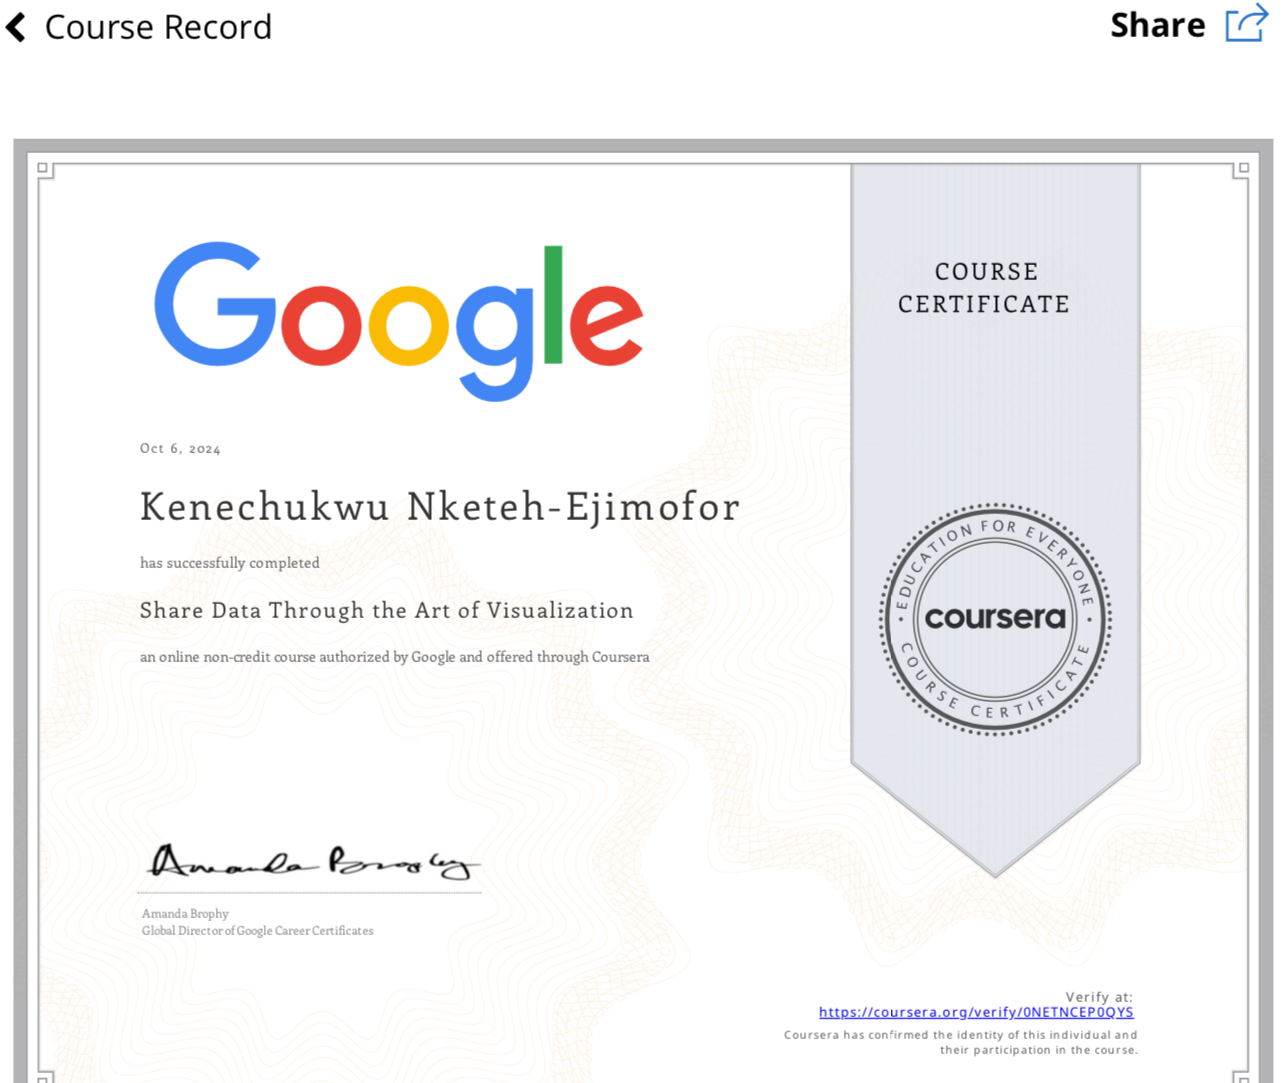 Course Record
Share
Google
COURSE
CERTIFICATE
Oct 6, 2024
Kenechukwu Nketeh-Ejimofor
has successfully completed
Share Data Through the Art of Visualization
an online non-credit course authorized by Google and offered through Coursera
EDUCATION FOR EVERYONE
coursera
COURSE CERTIFICATE
Amanda Brophy
Amanda Brophy
Global Director of Google Career Certificates
Verify at:
https://coursera.org/verify/0NETNCEP0QYS
Coursera has confirmed the identity of this individual and
their participation in the course.